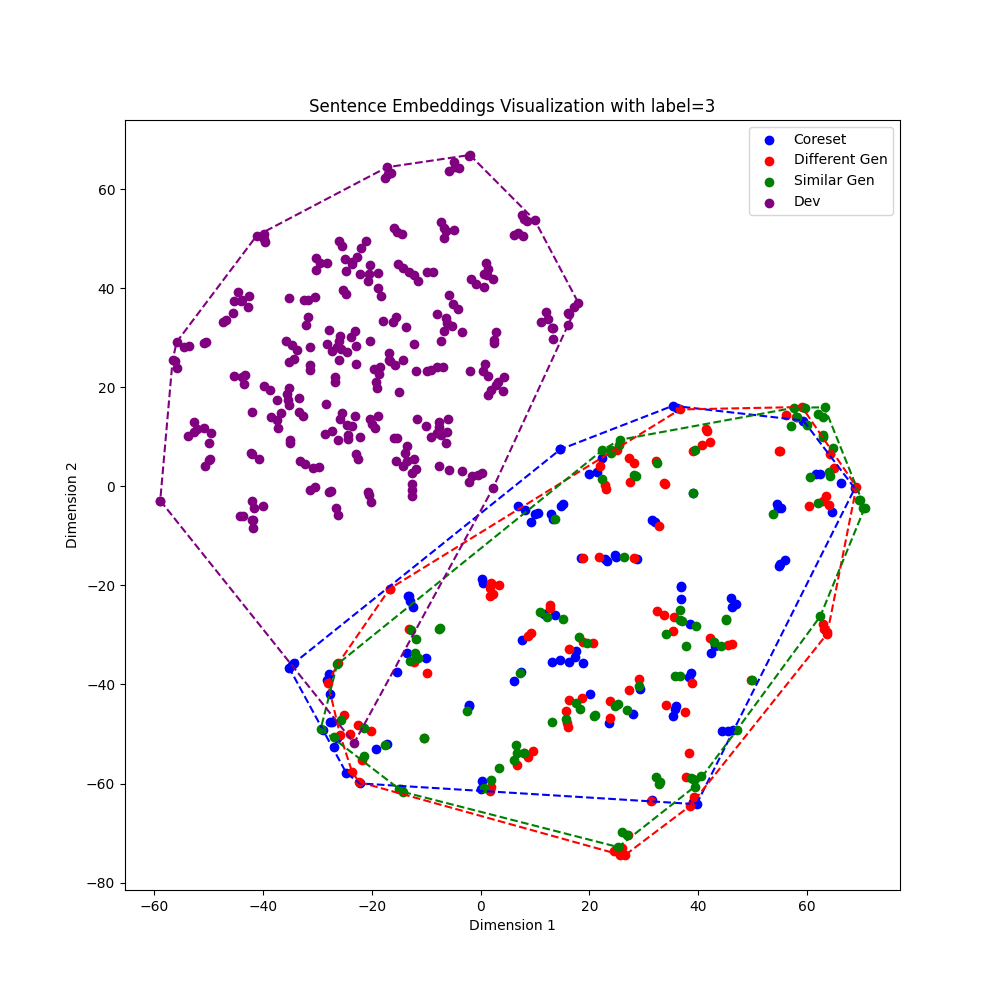 Sentence Embeddings Visualization with label=3
Coreset
Different Gen
Similar Gen
Dev
Dimension 2
60
40
20
0
−20
−40
−60
−80
−60
−40
−20
0
20
40
60
Dimension 1